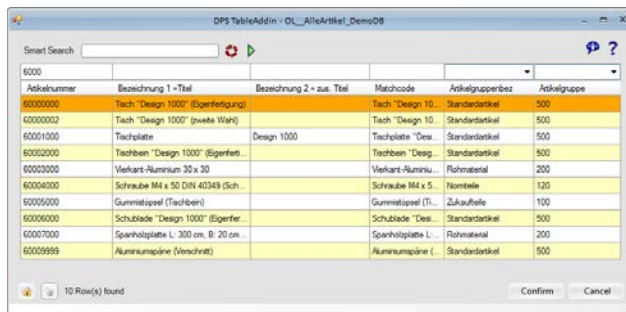 DPS TableAddin - OL__AlleArtikel_DemoDB
Smart Search
?
6000
Artikelnummer Bezeichnung 1 =Titel Bezeichnung 2 = zus. Titel Matchcode Artikelgruppenbez Artikelgruppe
60000000 Tisch "Design 1000" (Eigenfertigung) Tisch "Design 10... Standardartikel 500
60000002 Tisch "Design 1000" (zweite Wahl) Tisch "Design 10... Standardartikel 500
60001000 Tischplatte Design 1000 Tischplatte "Desi... Standardartikel 500
60002000 Tischbein "Design 1000" (Eigenferti... Tischbein "Desig... Standardartikel 500
60003000 Vierkant-Aluminium 30 x 30 Vierkant-Aluminiu... Rohmaterial 200
60004000 Schraube M4 x 50 DIN 40349 (Sch... Schraube M4 x 5... Normteile 120
60005000 Gummistöpsel (Tischbein) Gummistöpsel (Ti... Zukaufteile 100
60006000 Schublade "Design 1000" (Eigenfer... Schublade "Desi... Standardartikel 500
60007000 Spanholzplatte L: 300 cm, B: 20 cm... Spanholzplatte L:... Rohmaterial 200
60009999 Aluminiumspäne (Verschnitt) Aluminiumspäne (... Standardartikel 500
10 Row(s) found Confirm Cancel